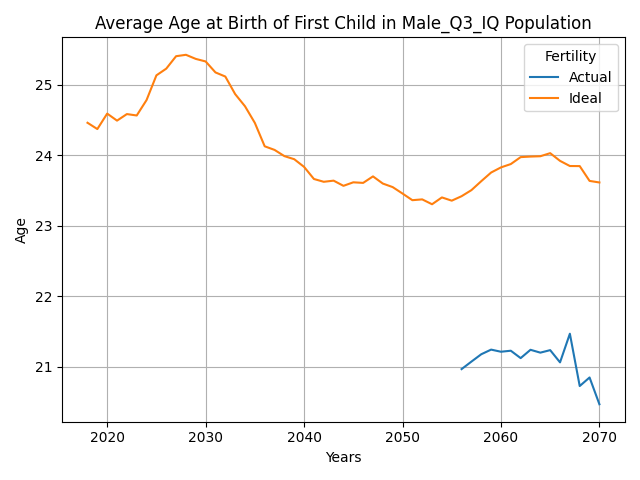 Average Age at Birth of First Child in Male_Q3_IQ Population
Fertility
Actual
Ideal
25
24
23
22
21
Age
2020 2030 2040 2050 2060 2070
Years